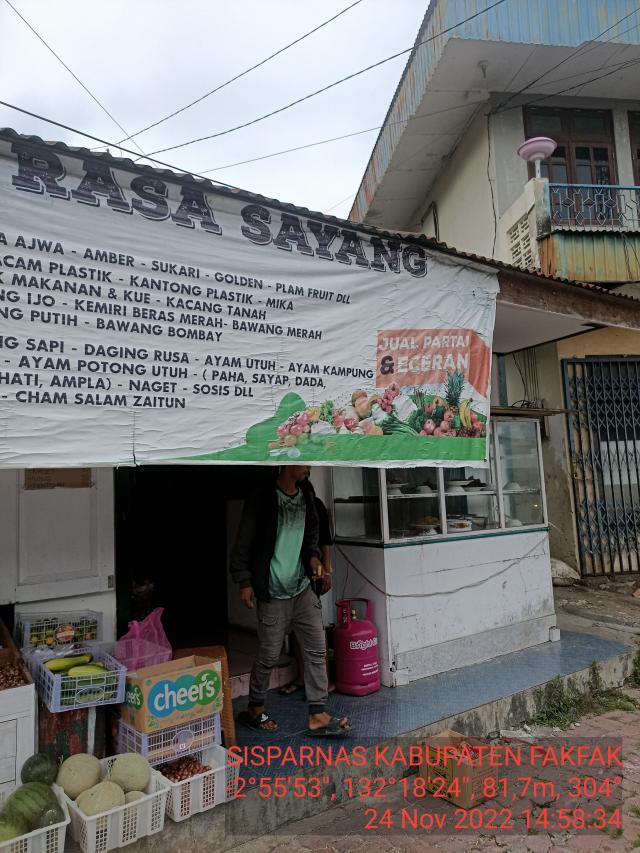 RASA SAYANG
A AJWA - AMBER - SUKARI - GOLDEN - PLAM FRUIT DLL
ACAM PLASTIK - KANTONG PLASTIK - MIKA
K MAKANAN & KUE - KACANG TANAH
NG IJO - KEMIRI BERAS MERAH- BAWANG MERAH
NG PUTIH - BAWANG BOMBAY
NG SAPI - DAGING RUSA - AYAM UTUH - AYAM KAMPUNG
- AYAM POTONG UTUH - ( PAHA, SAYAP, DADA,
HATI, AMPLA) - NAGET - SOSIS DLL
- CHAM SALAM ZAITUN
JUAL PARTAI
& ECERAN
Bright
cheers
SISPARNAS KABUPATEN FAKFAK
-2°55'53", 132°18'24", 81,7m, 304°
24 Nov 2022 14:58:34